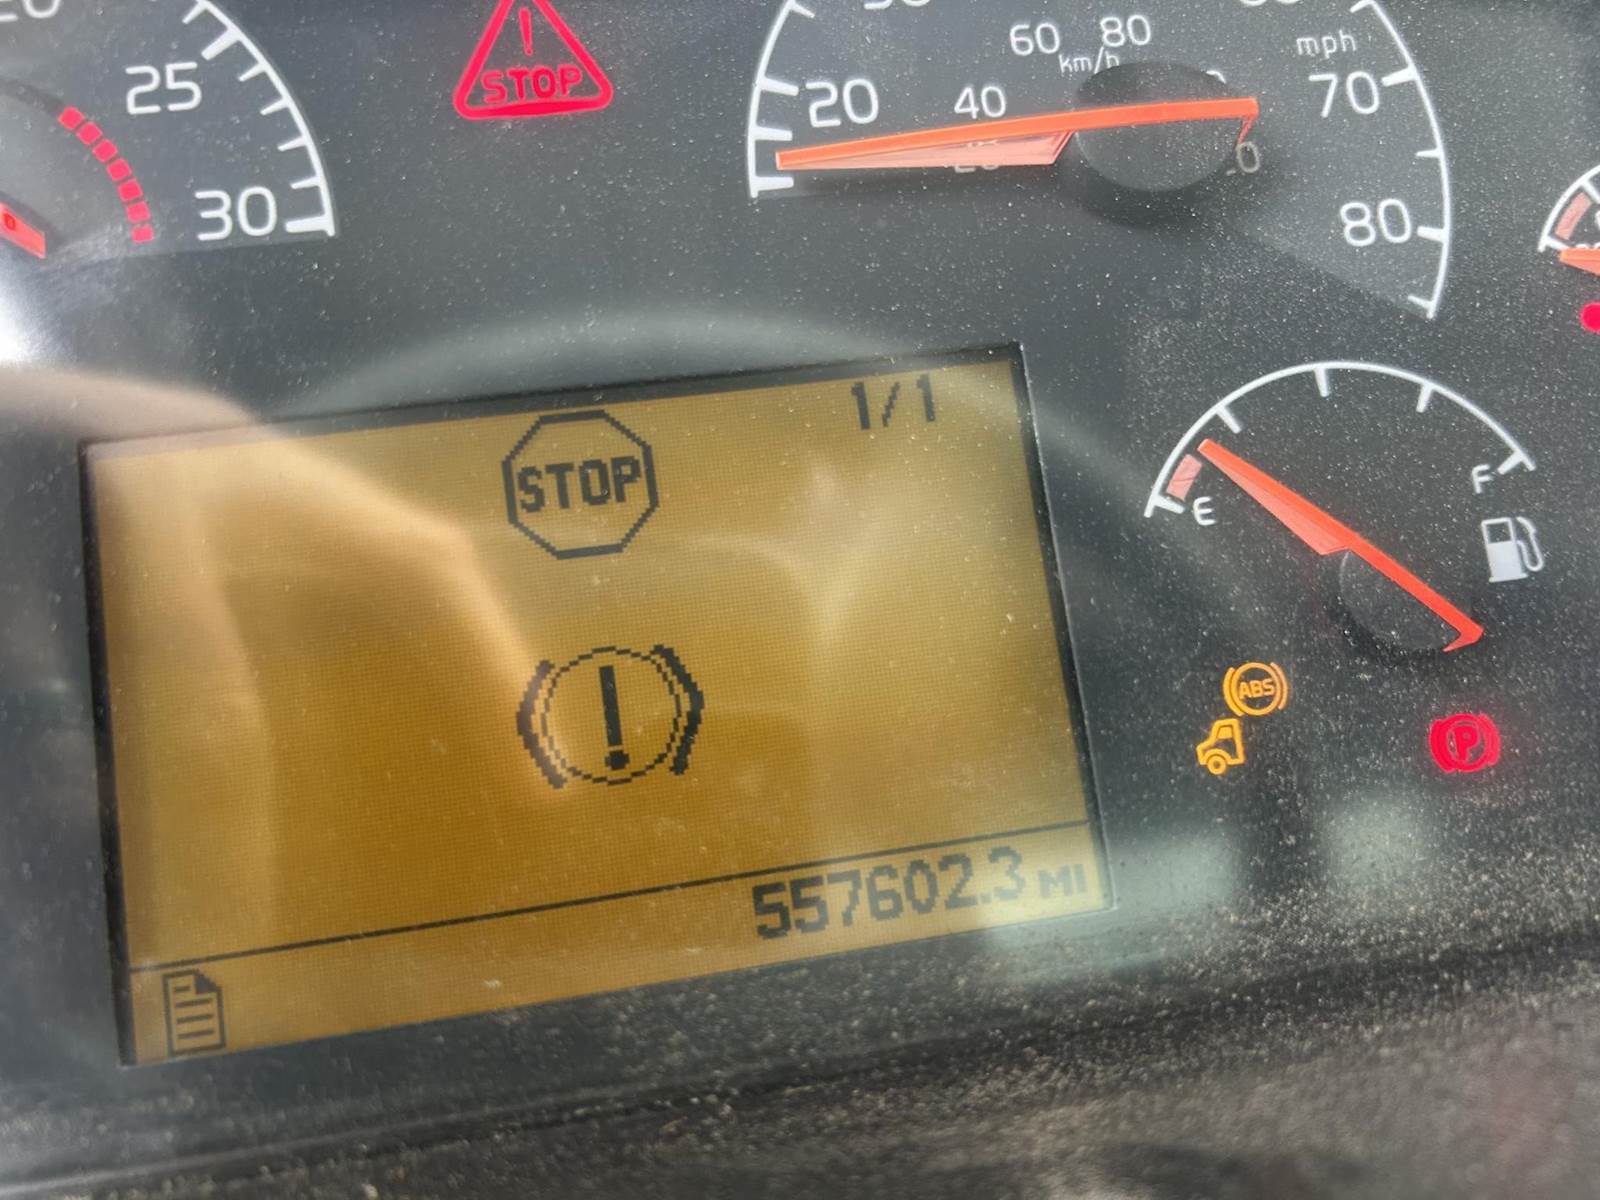 25
30
STOP
60 80
km/h
mph
20
40
70
80
1/1
STOP
F
E
ABS
P
557602.3 MI